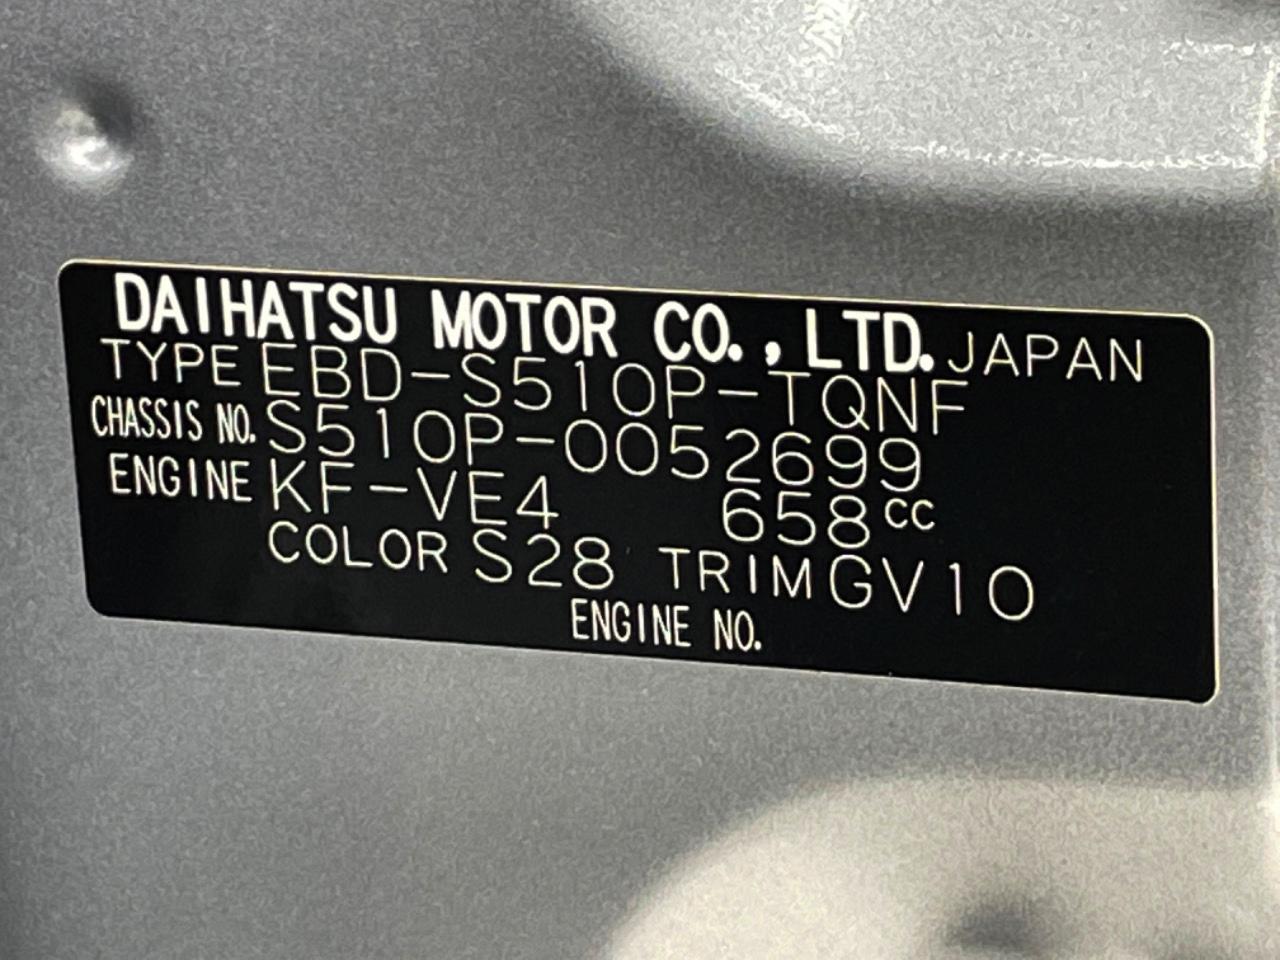 DAIHATSU MOTOR CO., LTD. JAPAN
TYPE EBD-S510P-TQNF
CHASSIS NO. S510P-0052699
ENGINE KF-VE4 658cc
COLOR S28 TRIM GV10
ENGINE NO.